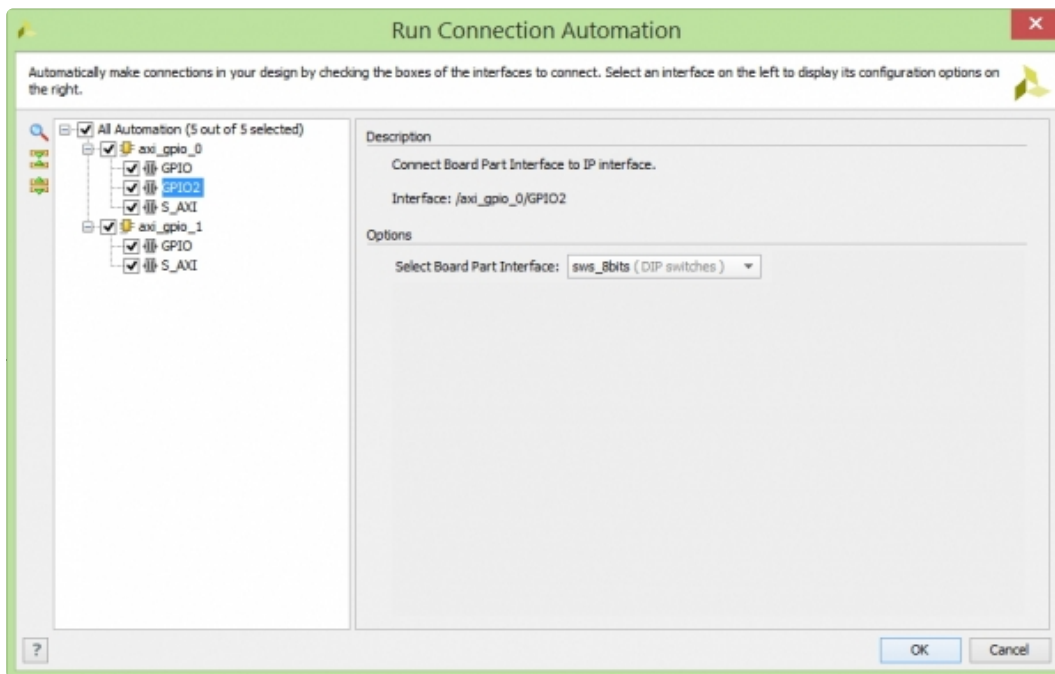 Run Connection Automation
Automatically make connections in your design by checking the boxes of the interfaces to connect. Select an interface on the left to display its configuration options on
the right.
All Automation (5 out of 5 selected)
axi_gpio_0
GPIO
GPIO2
S_AXI
axi_gpio_1
GPIO
S_AXI
Description
Connect Board Part Interface to IP interface.
Interface: /axi_gpio_0/GPIO2
Options
Select Board Part Interface: sws_8bits (DIP switches)
?
OK
Cancel